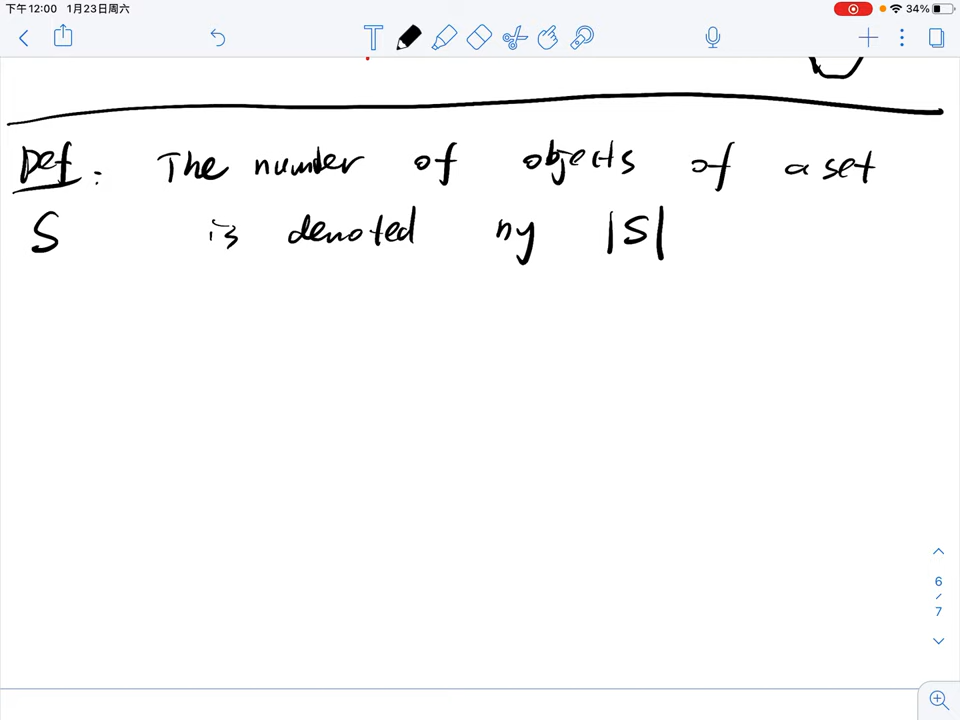 下午12:00 1月23日周六
34%
T
Def: The number of objects of a set
S is denoted by |S|
6
/
7